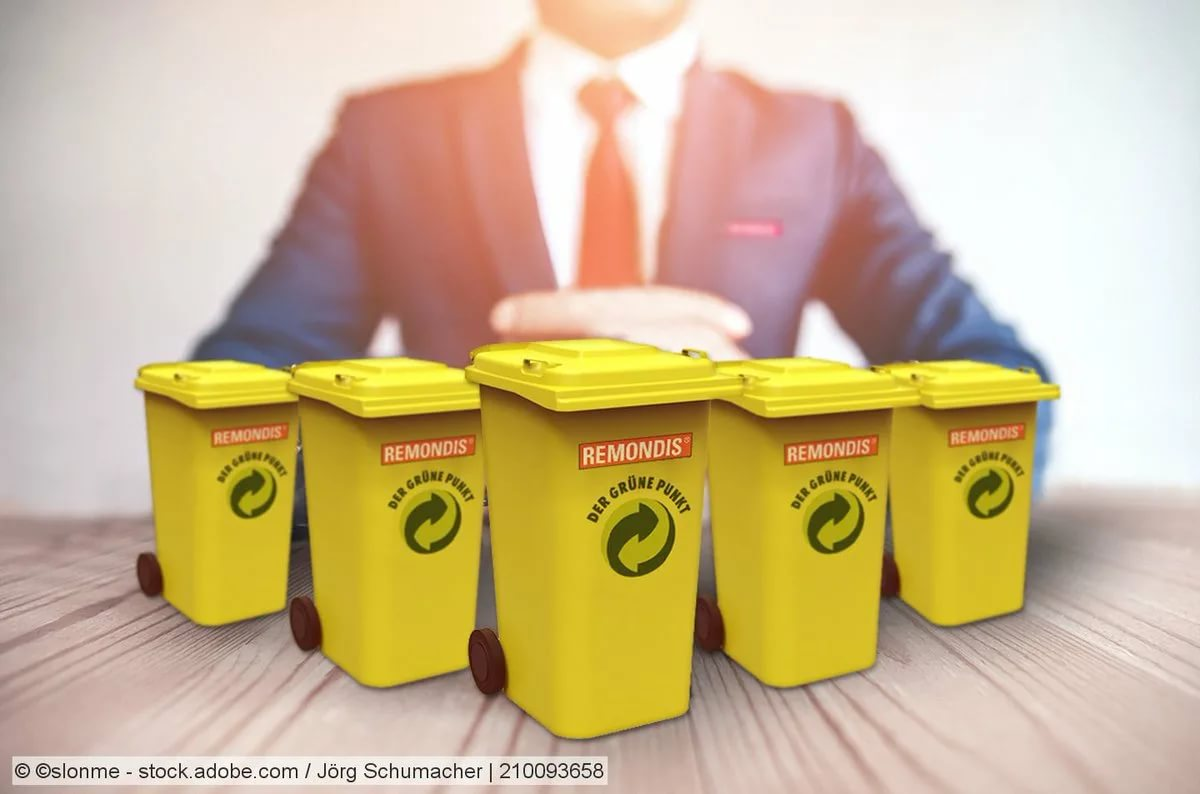 REMONDIS®
DER GRÜNE PUNKT
REMONDIS®
DER GRÜNE PUNKT
REMONDIS®
DER GRÜNE PUNKT
REMONDIS®
DER GRÜNE PUNKT
REMONDIS®
DER GRÜNE PUNKT
© ©slonme - stock.adobe.com / Jörg Schumacher | 210093658